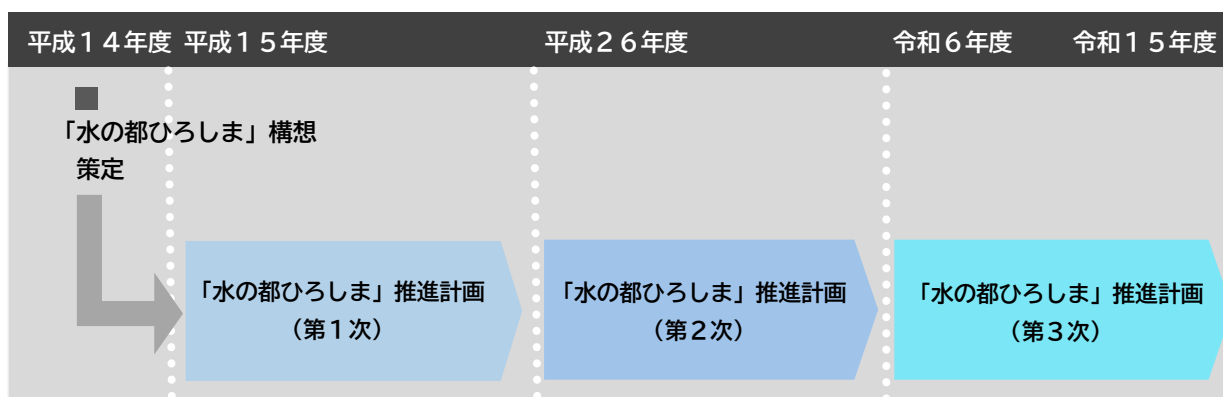 平成１４年度 平成１５年度 平成２６年度 令和６年度 令和１５年度
「水の都ひろしま」構想
策定
「水の都ひろしま」推進計画
（第１次）
「水の都ひろしま」推進計画
（第２次）
「水の都ひろしま」推進計画
（第３次）